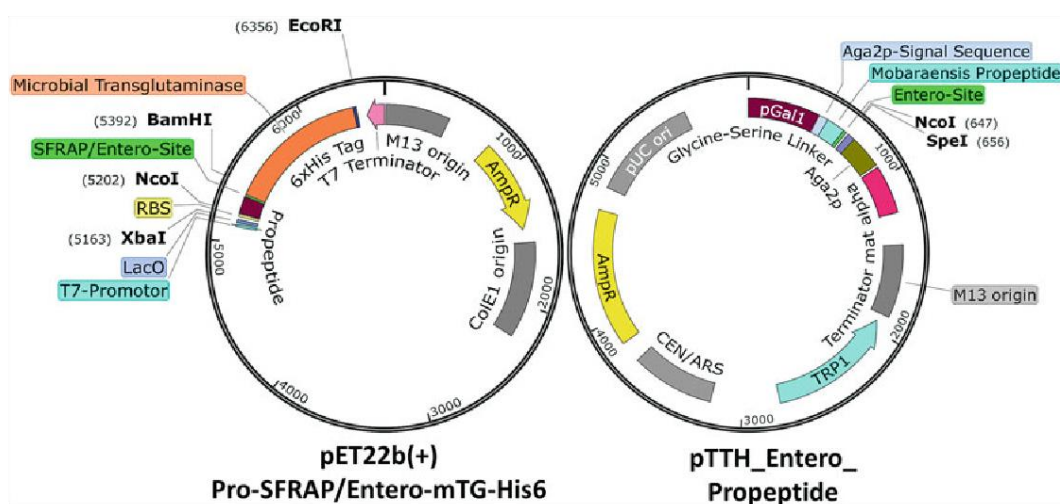 (6356) EcoRI
Microbial Transglutaminase
(5392) BamHI
SFRAP/Entero-Site
(5202) NcoI
RBS
(5163) XbaI
LacO
T7-Promotor
6000
5000
4000
3000
2000
1000
6xHis Tag
T7 Terminator
M13 origin
AmpR
ColE1 origin
Propeptide
pET22b(+)
Pro-SFRAP/Entero-mTG-His6
Aga2p-Signal Sequence
Mobaraensis Propeptide
Entero-Site
NcoI (647)
SpeI (656)
pGal1
Glycine-Serine Linker
Aga2p
Terminator mat alpha
M13 origin
TRP1
CEN/ARS
AmpR
pUC ori
1000
2000
3000
4000
5000
pTTH_Entero_
Propeptide